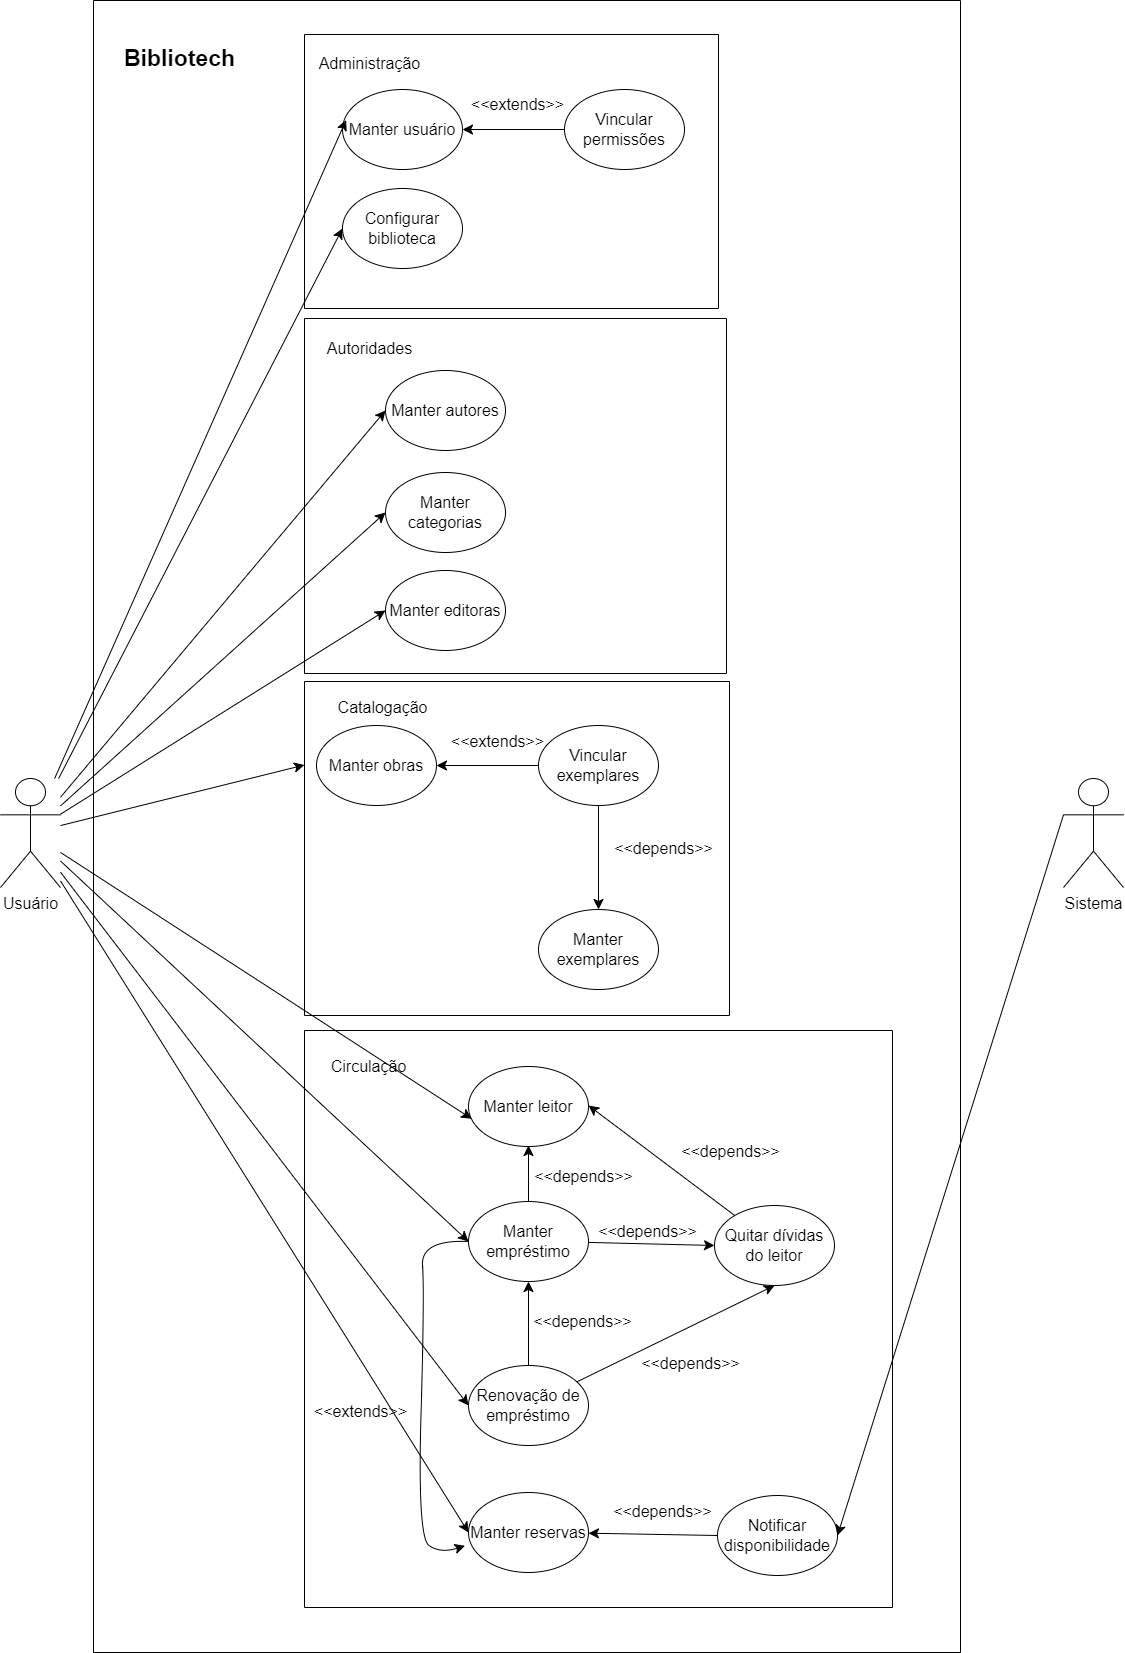 Bibliotech
Administração
<<extends>>
Manter usuário
Vincular
permissões
Configurar
biblioteca
Autoridades
Manter autores
Manter
categorias
Manter editoras
Catalogação
<<extends>>
Manter obras
Vincular
exemplares
<<depends>>
Manter
exemplares
Usuário
Sistema
Circulação
Manter leitor
<<depends>>
<<depends>>
Manter
empréstimo
<<depends>>
Quitar dívidas
do leitor
<<depends>>
<<depends>>
Renovação de
empréstimo
<<extends>>
Manter reservas
<<depends>>
Notificar
disponibilidade